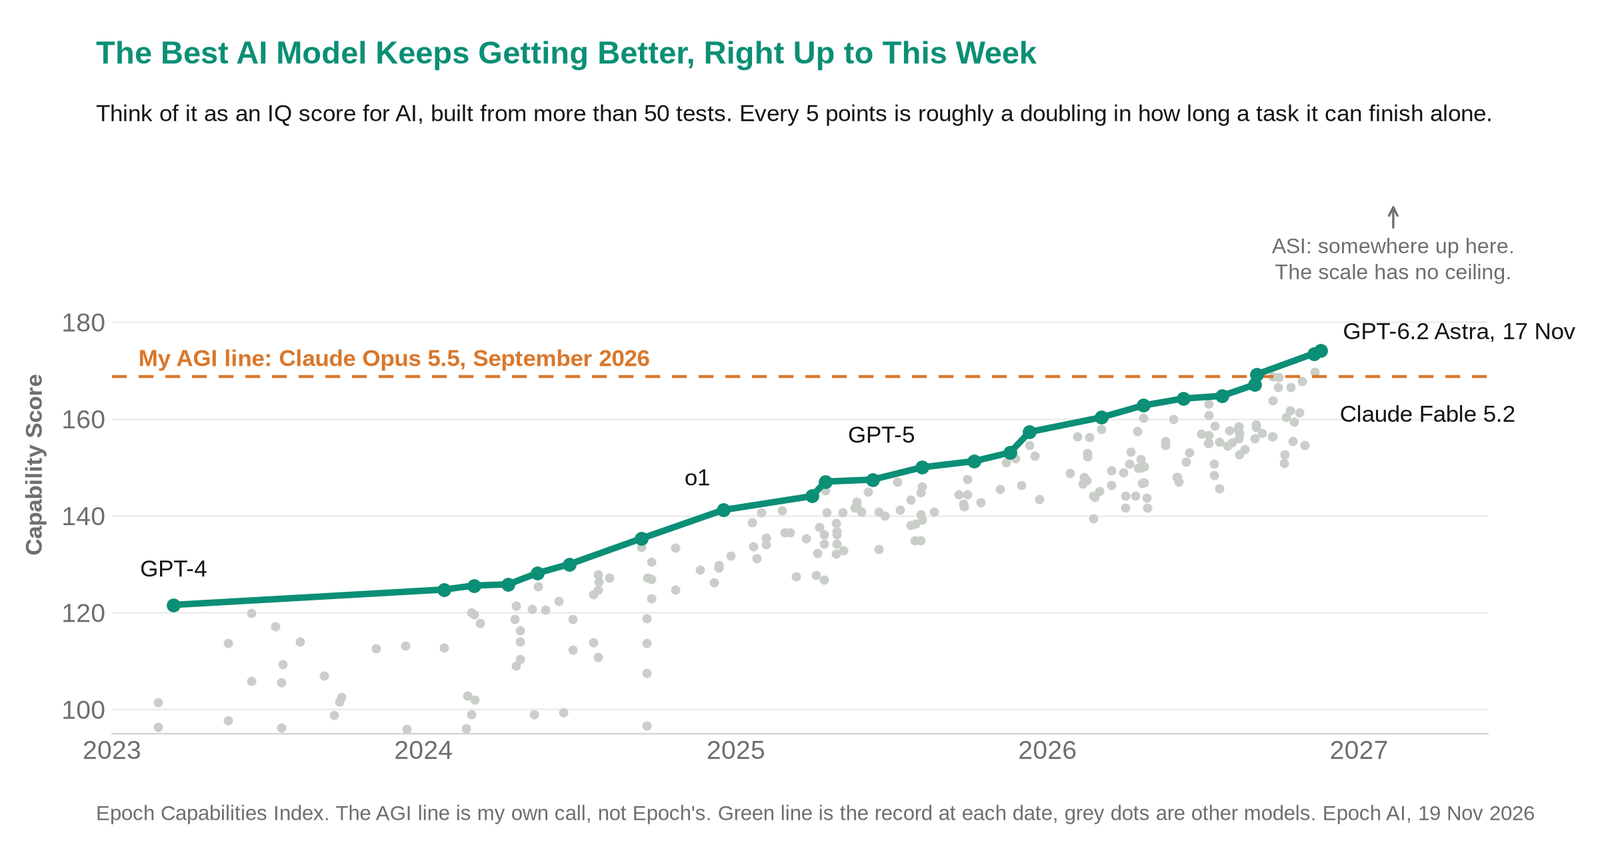 The Best AI Model Keeps Getting Better, Right Up to This Week
Think of it as an IQ score for AI, built from more than 50 tests. Every 5 points is roughly a doubling in how long a task it can finish alone.
ASI: somewhere up here.
The scale has no ceiling.
180
GPT-6.2 Astra, 17 Nov
My AGI line: Claude Opus 5.5, September 2026
Capability Score
160
Claude Fable 5.2
GPT-5
o1
140
GPT-4
120
100
2023
2024
2025
2026
2027
Epoch Capabilities Index. The AGI line is my own call, not Epoch's. Green line is the record at each date, grey dots are other models. Epoch AI, 19 Nov 2026